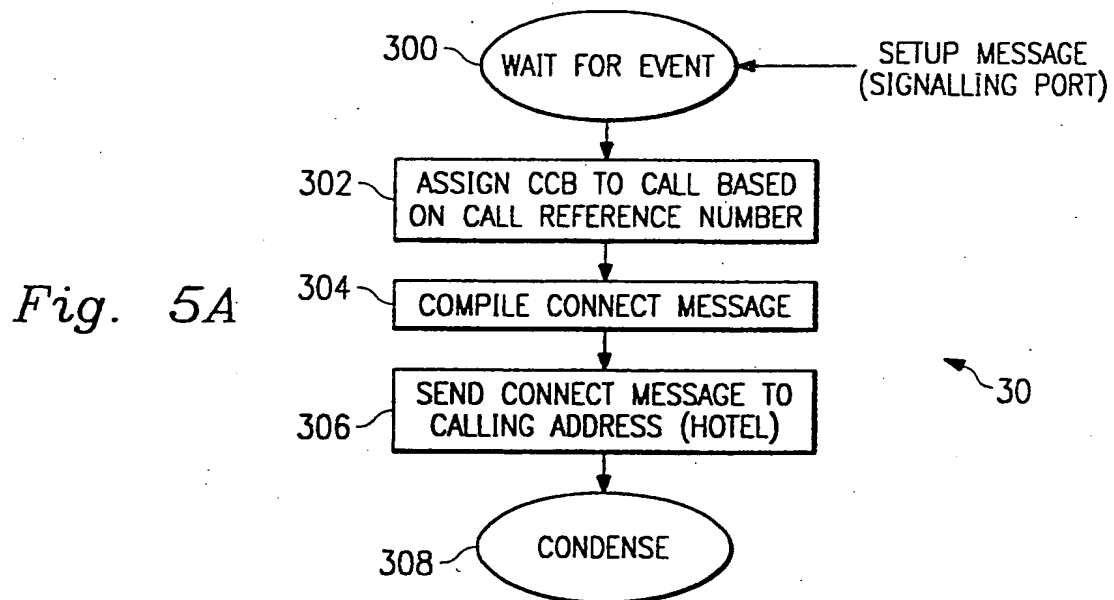 300
WAIT FOR EVENT
SETUP MESSAGE
(SIGNALLING PORT)
302
ASSIGN CCB TO CALL BASED
ON CALL REFERENCE NUMBER
Fig. 5A
304
COMPILE CONNECT MESSAGE
306
SEND CONNECT MESSAGE TO
CALLING ADDRESS (HOTEL)
30
308
CONDENSE